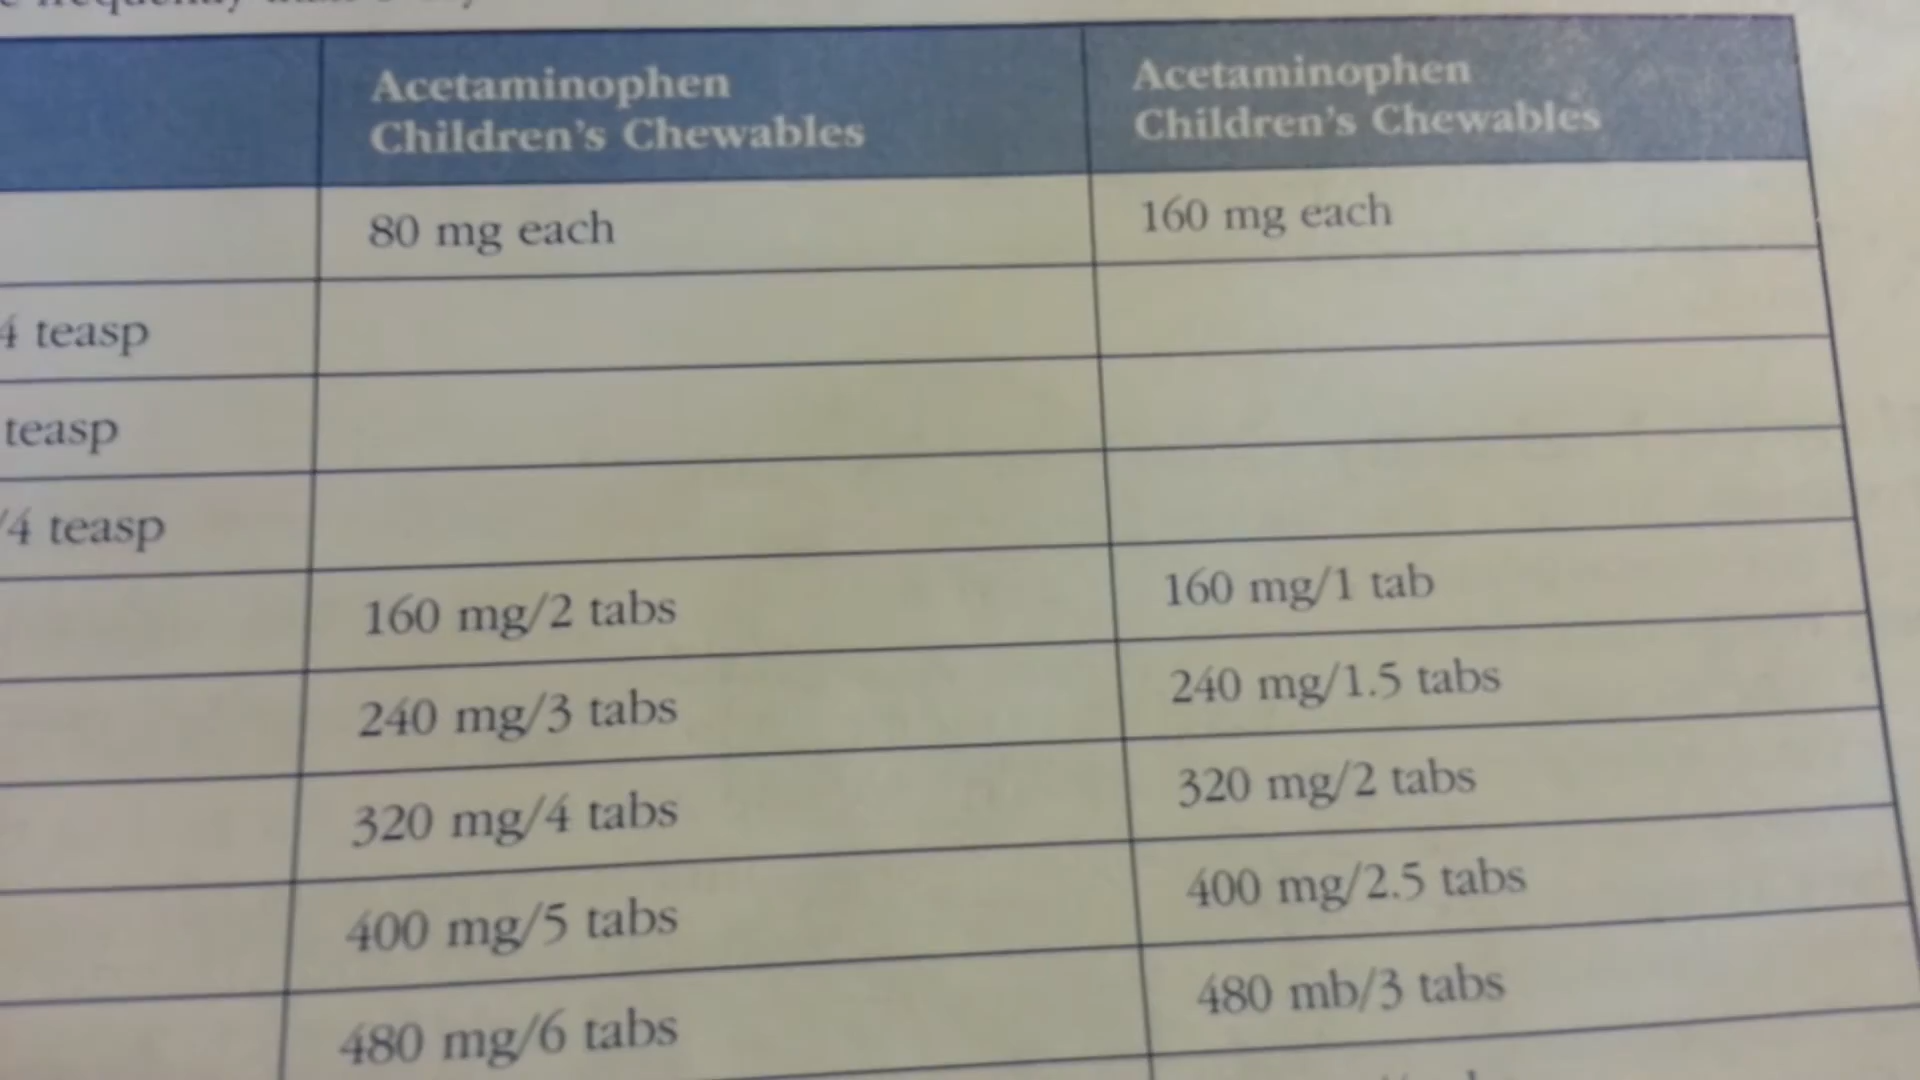 Acetaminophen
Children's Chewables
Acetaminophen
Children's Chewables
80 mg each
160 mg each
4 teasp
teasp
/4 teasp
160 mg/2 tabs
160 mg/1 tab
240 mg/3 tabs
240 mg/1.5 tabs
320 mg/4 tabs
320 mg/2 tabs
400 mg/5 tabs
400 mg/2.5 tabs
480 mg/6 tabs
480 mb/3 tabs